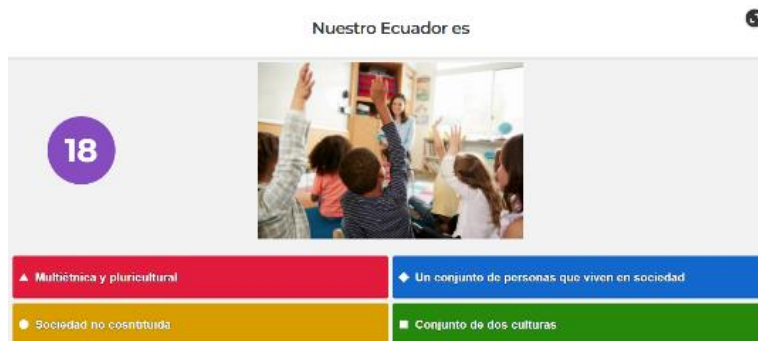 Nuestro Ecuador es
18
Multiétnica y pluricultural
Un conjunto de personas que viven en sociedad
Sociedad no cosntituida
Conjunto de dos culturas